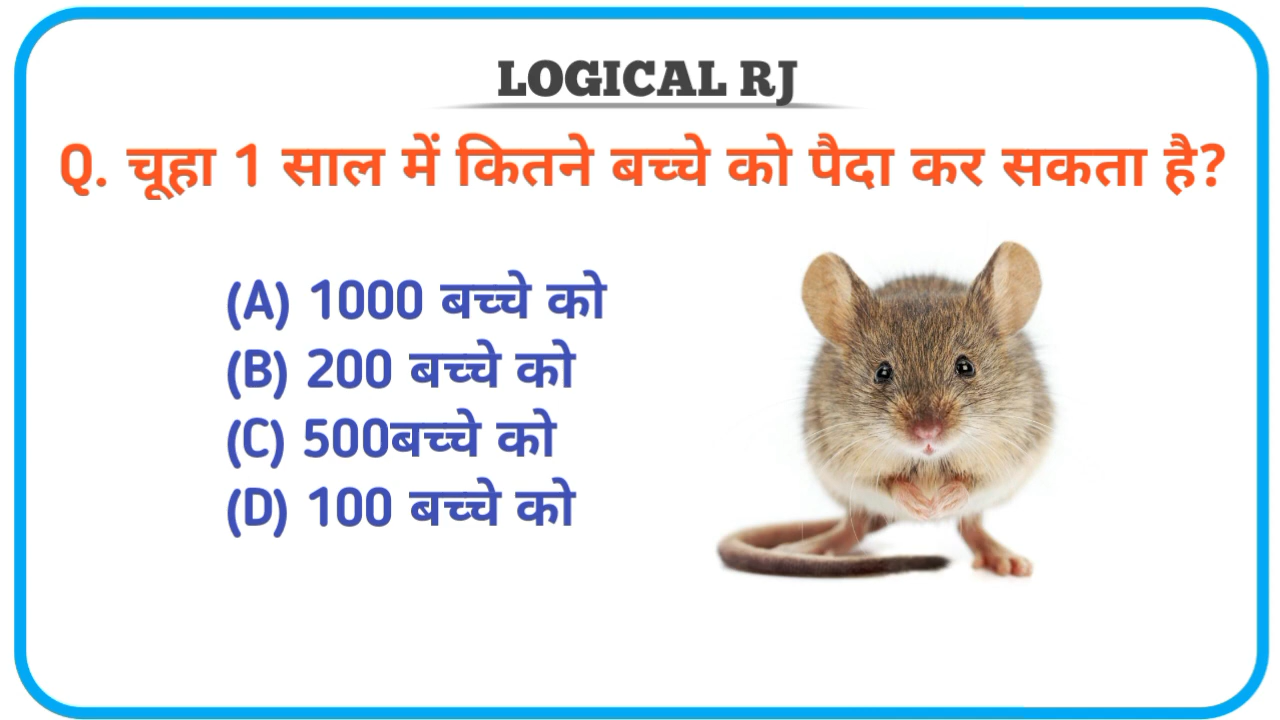 LOGICAL RJ
Q. चूहा 1 साल में कितने बच्चे को पैदा कर सकता है?
(A) 1000 बच्चे को
(B) 200 बच्चे को
(C) 500बच्चे को
(D) 100 बच्चे को